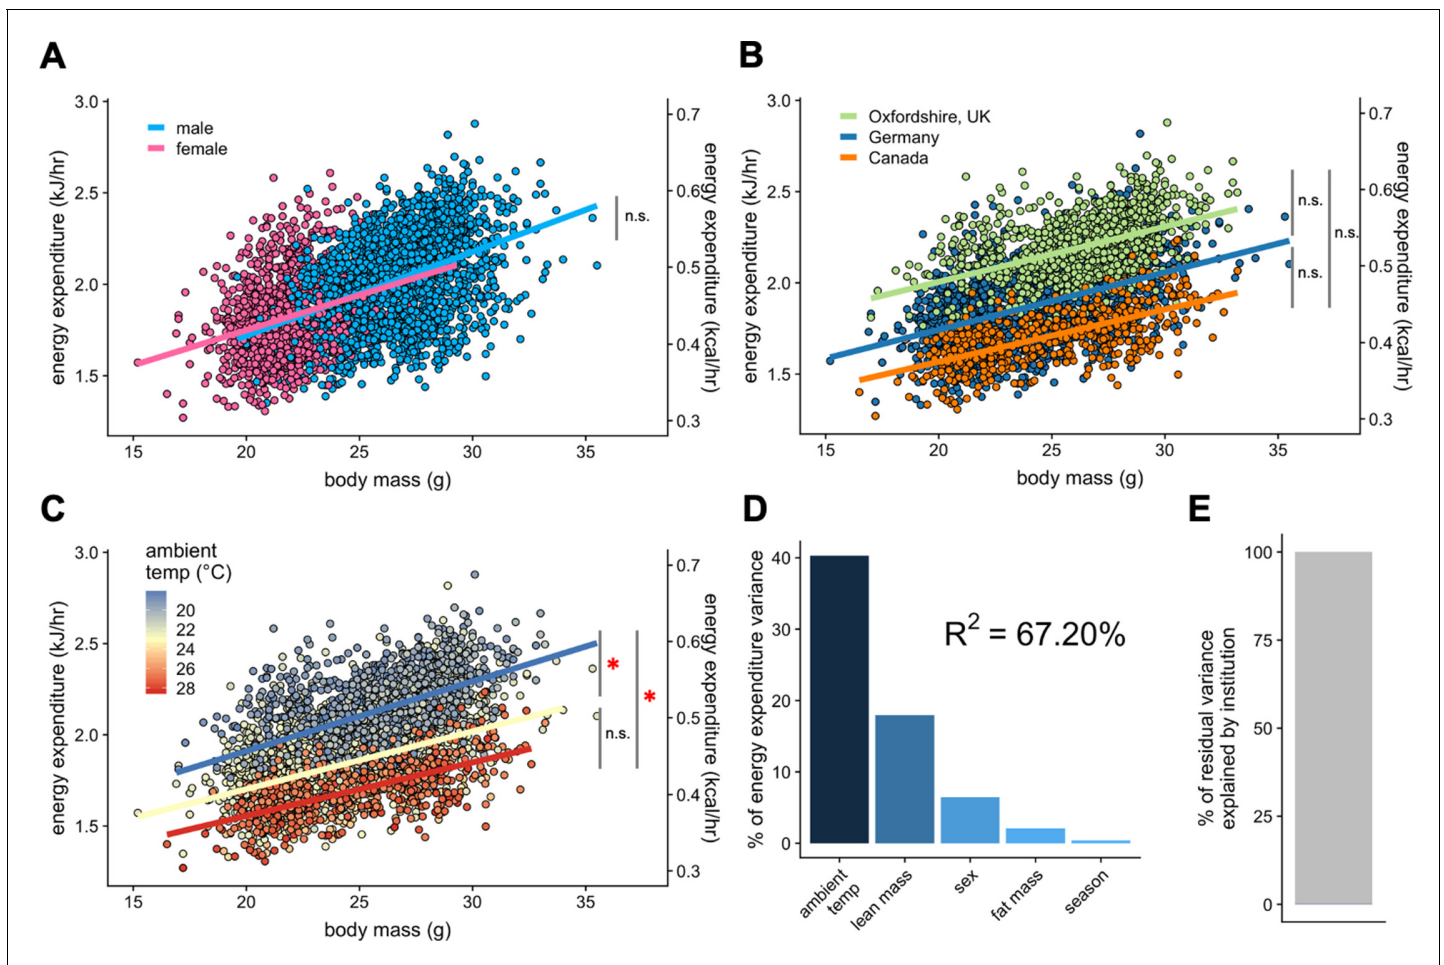 A
3.0
2.5
2.0
1.5
energy expenditure (kJ/hr)
male
female
n.s.
0.7
0.6
0.5
0.4
0.3
energy expenditure (kcal/hr)
15 20 25 30 35
body mass (g)
B
3.0
2.5
2.0
1.5
energy expenditure (kJ/hr)
Oxfordshire, UK
Germany
Canada
n.s.
n.s.
n.s.
0.7
0.6
0.5
0.4
0.3
energy expenditure (kcal/hr)
15 20 25 30 35
body mass (g)
C
3.0
2.5
2.0
1.5
energy expenditure (kJ/hr)
ambient
temp (°C)
20
22
24
26
28
*
*
n.s.
0.7
0.6
0.5
0.4
0.3
energy expenditure (kcal/hr)
15 20 25 30 35
body mass (g)
D
40
30
20
10
0
% of energy expenditure variance
R² = 67.20%
ambient
temp
lean mass
sex
fat mass
season
E
100
75
50
25
0
% of residual variance
explained by institution